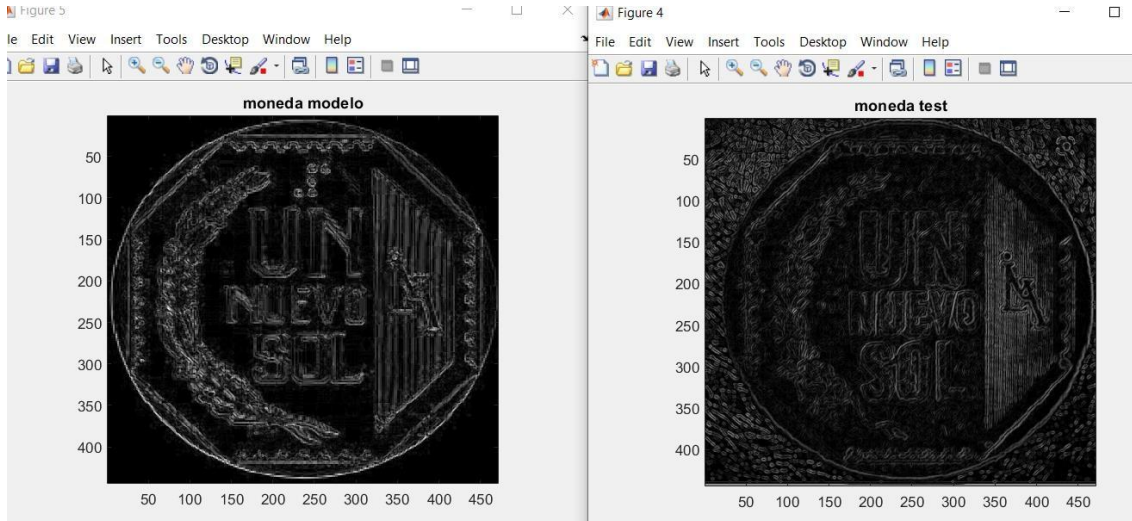 Figure 5
le Edit View Insert Tools Desktop Window Help
moneda modelo
50
100
150
200
250
300
350
400
UN
NUEVO
SOL
50 100 150 200 250 300 350 400 450
Figure 4
File Edit View Insert Tools Desktop Window Help
moneda test
50
100
150
200
250
300
350
400
UN
NUEVO
SOL
50 100 150 200 250 300 350 400 450